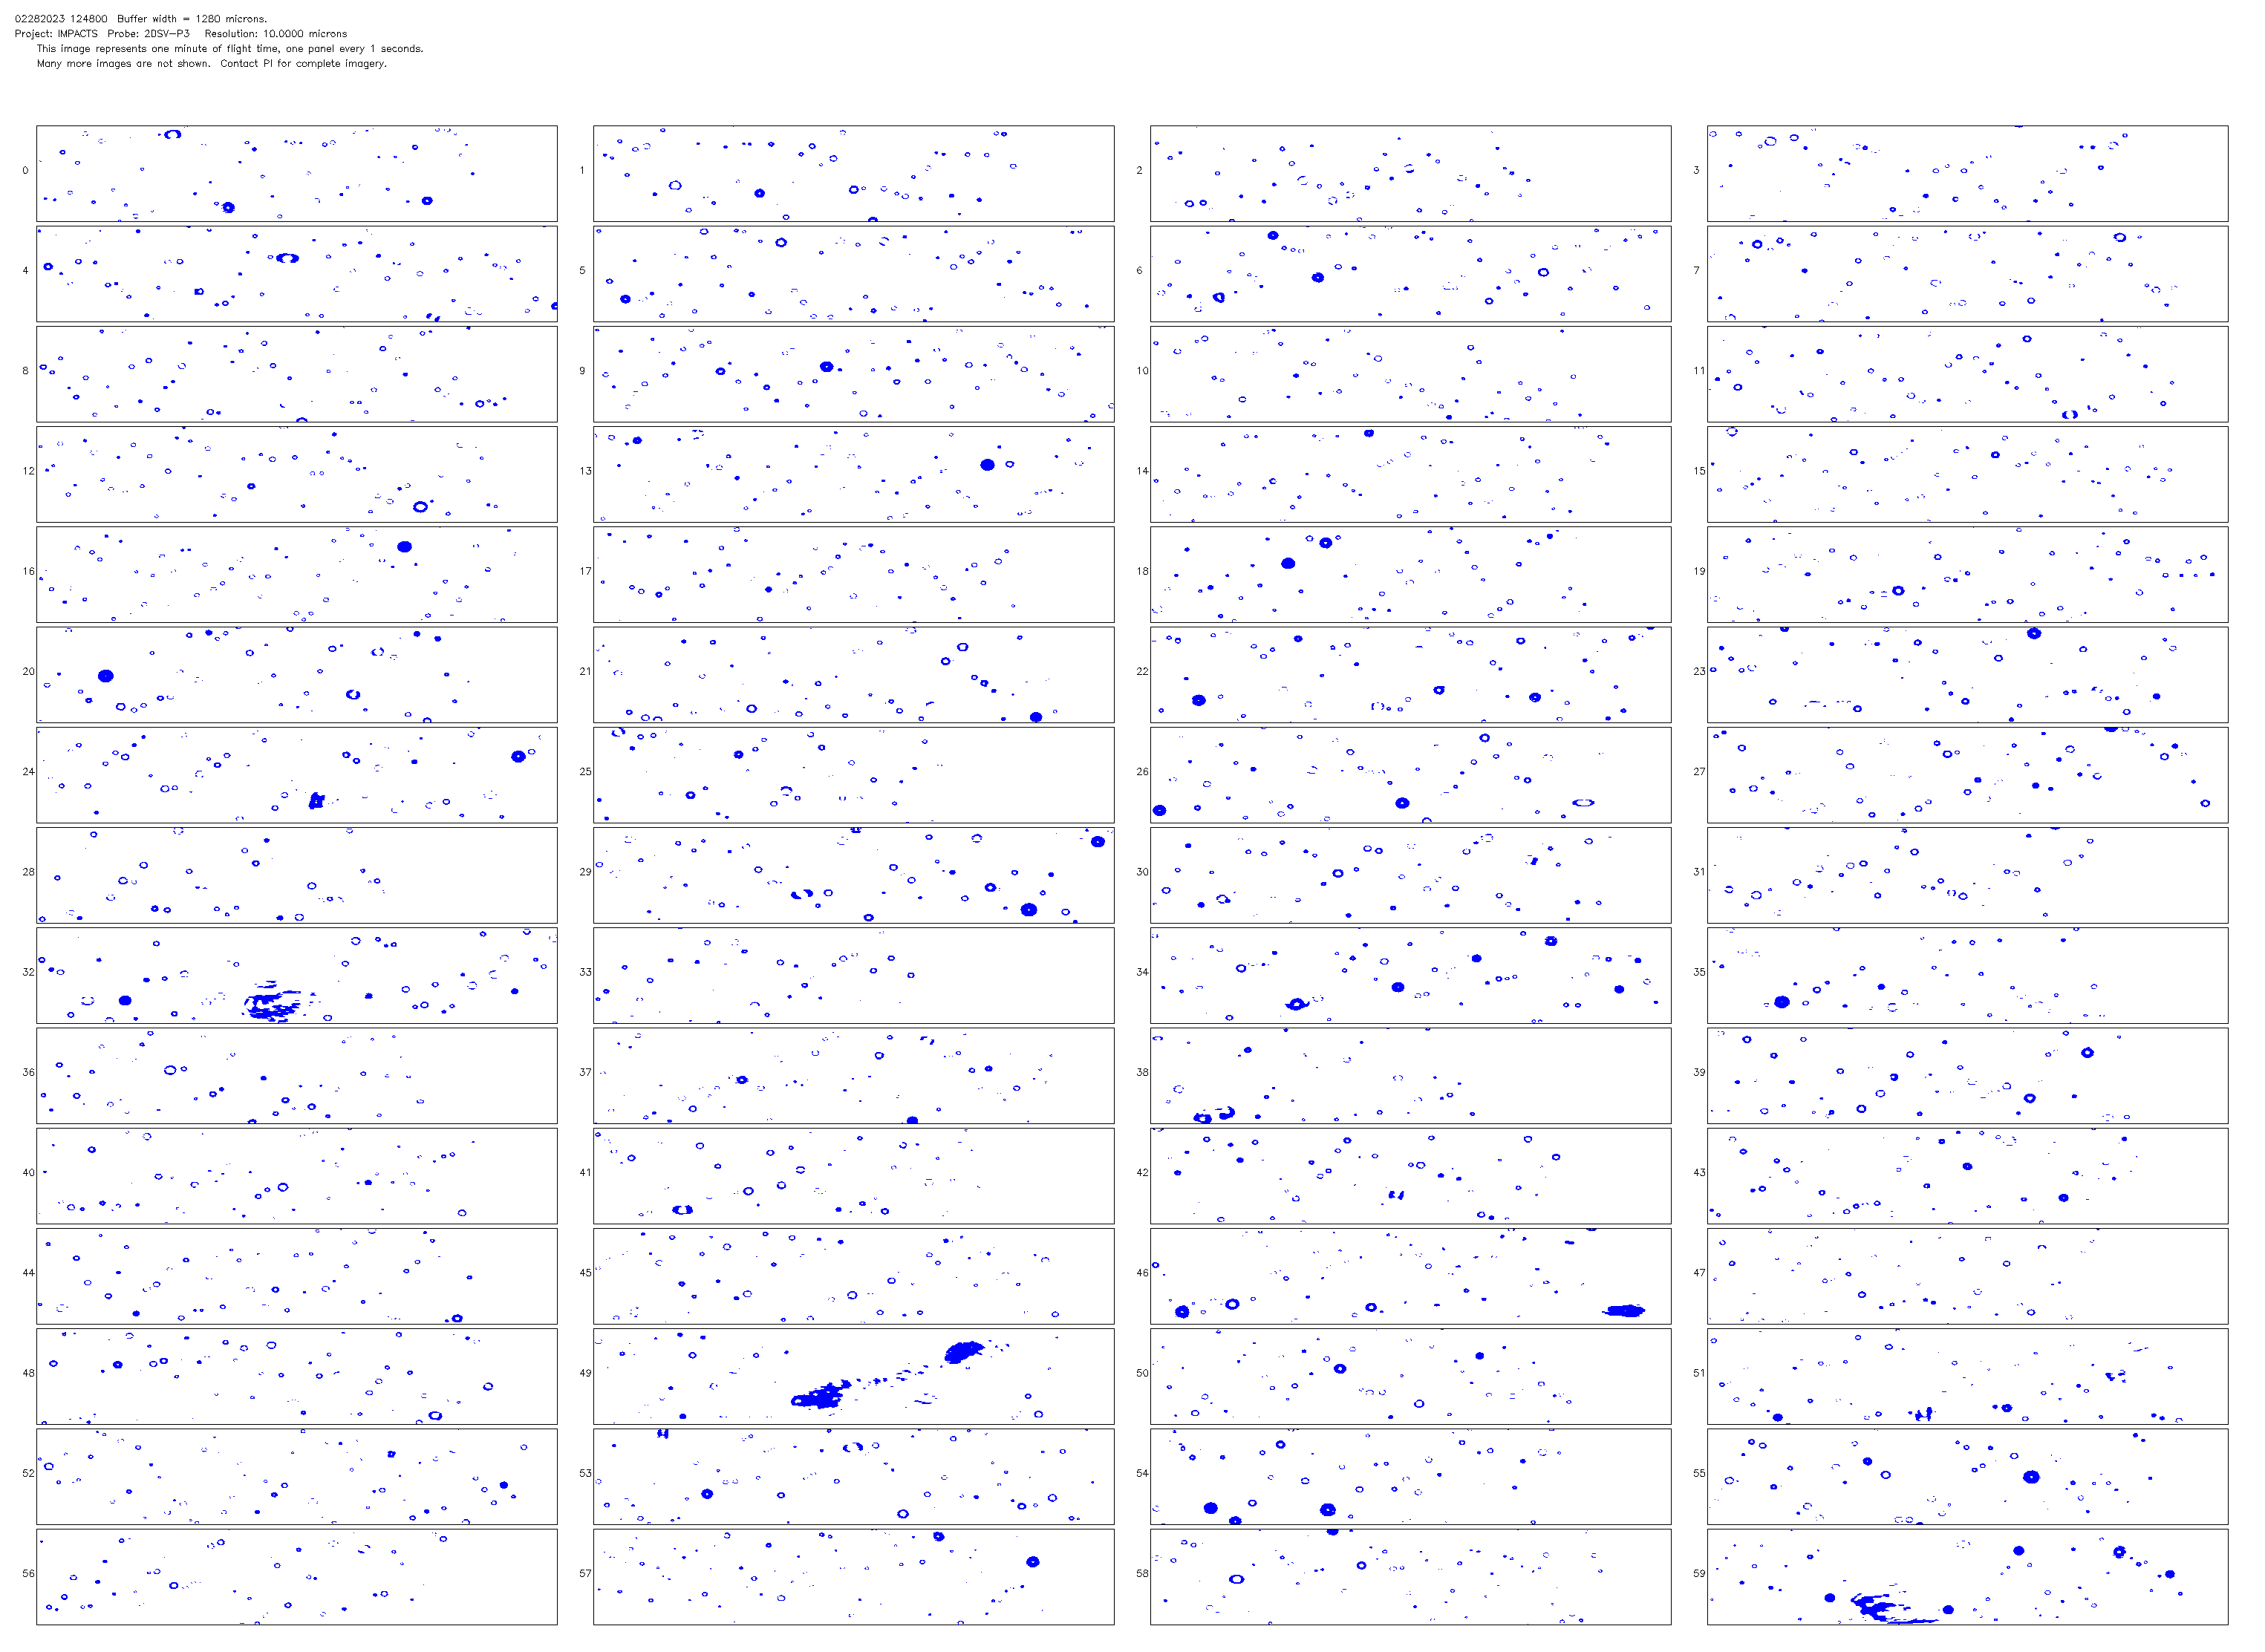 02282023 124800  Buffer width = 1280 microns.
Project: IMPACTS  Probe: 2DSV-P3  Resolution: 10.0000 microns
This image represents one minute of flight time, one panel every 1 seconds.
Many more images are not shown.  Contact PI for complete imagery.
0 1 2 3
4 5 6 7
8 9 10 11
12 13 14 15
16 17 18 19
20 21 22 23
24 25 26 27
28 29 30 31
32 33 34 35
36 37 38 39
40 41 42 43
44 45 46 47
48 49 50 51
52 53 54 55
56 57 58 59